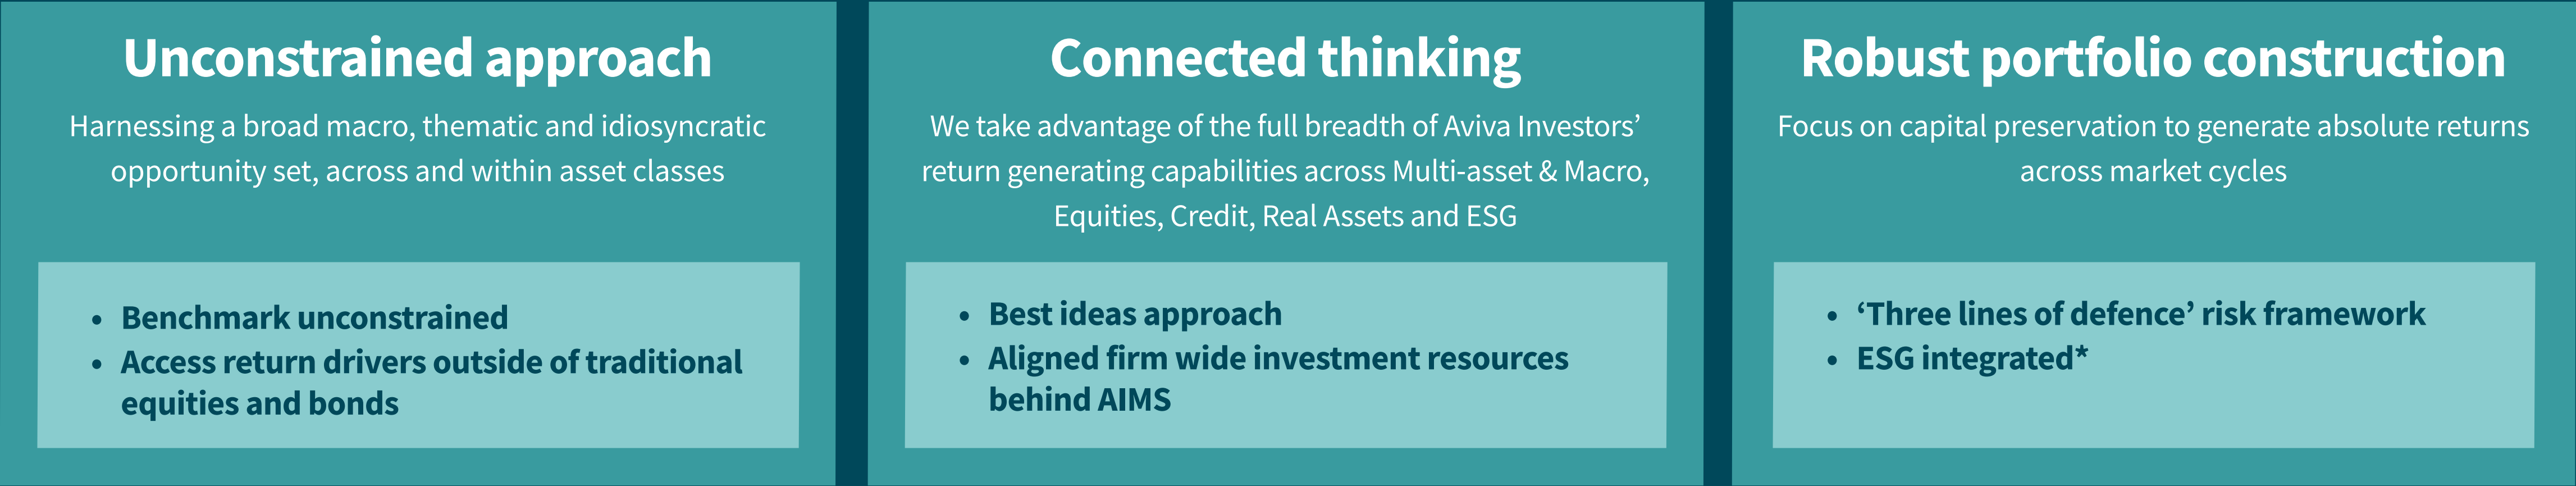 Unconstrained approach
Harnessing a broad macro, thematic and idiosyncratic
opportunity set, across and within asset classes
• Benchmark unconstrained
• Access return drivers outside of traditional
equities and bonds
Connected thinking
We take advantage of the full breadth of Aviva Investors’
return generating capabilities across Multi-asset & Macro,
Equities, Credit, Real Assets and ESG
• Best ideas approach
• Aligned firm wide investment resources
behind AIMS
Robust portfolio construction
Focus on capital preservation to generate absolute returns
across market cycles
• ‘Three lines of defence’ risk framework
• ESG integrated*